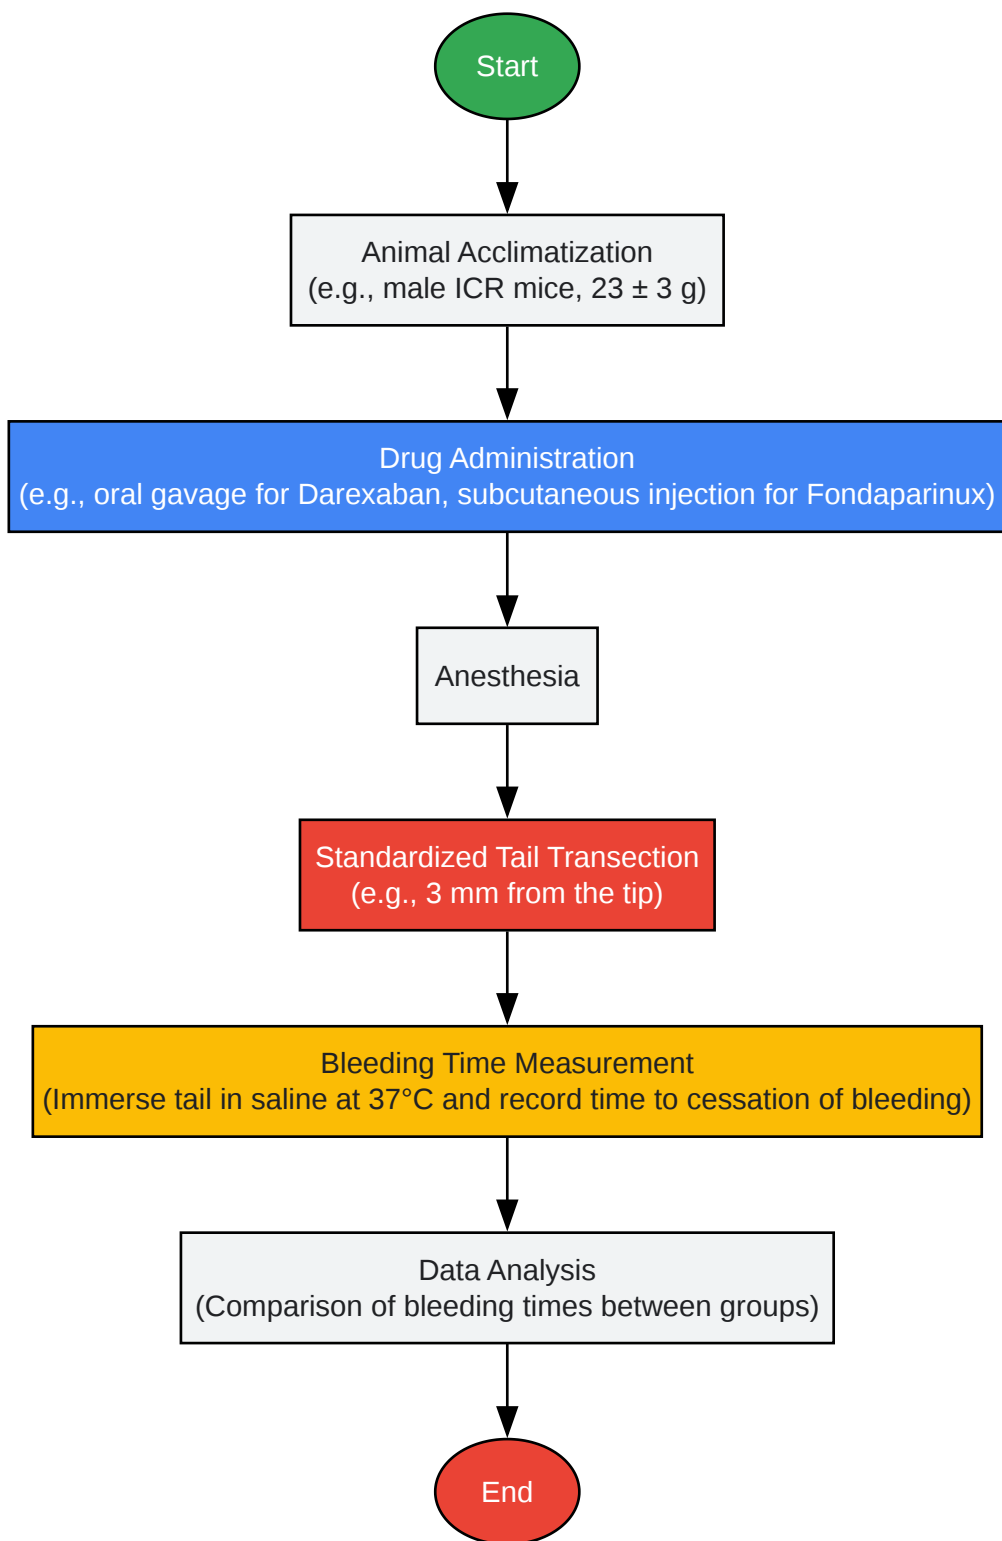 Start
Animal Acclimatization
(e.g., male ICR mice, 23 ± 3 g)
Drug Administration
(e.g., oral gavage for Darexaban, subcutaneous injection for Fondaparinux)
Anesthesia
Standardized Tail Transection
(e.g., 3 mm from the tip)
Bleeding Time Measurement
(Immerse tail in saline at 37°C and record time to cessation of bleeding)
Data Analysis
(Comparison of bleeding times between groups)
End